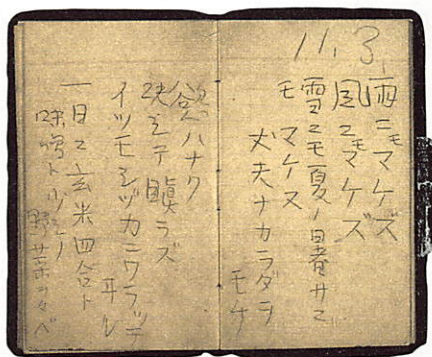 11. 3.
雨ニモマケズ
風ニモマケズ
雪ニモ夏ノ暑サニ
モ マケヌ
丈夫ナカラダヲ
モチ
慾ハナク
決シテ瞋ラズ
イツモシヅカニワラッテ
ヰル
一日ニ玄米四合ト
味噌ト少シノ
野菜ヲタベ